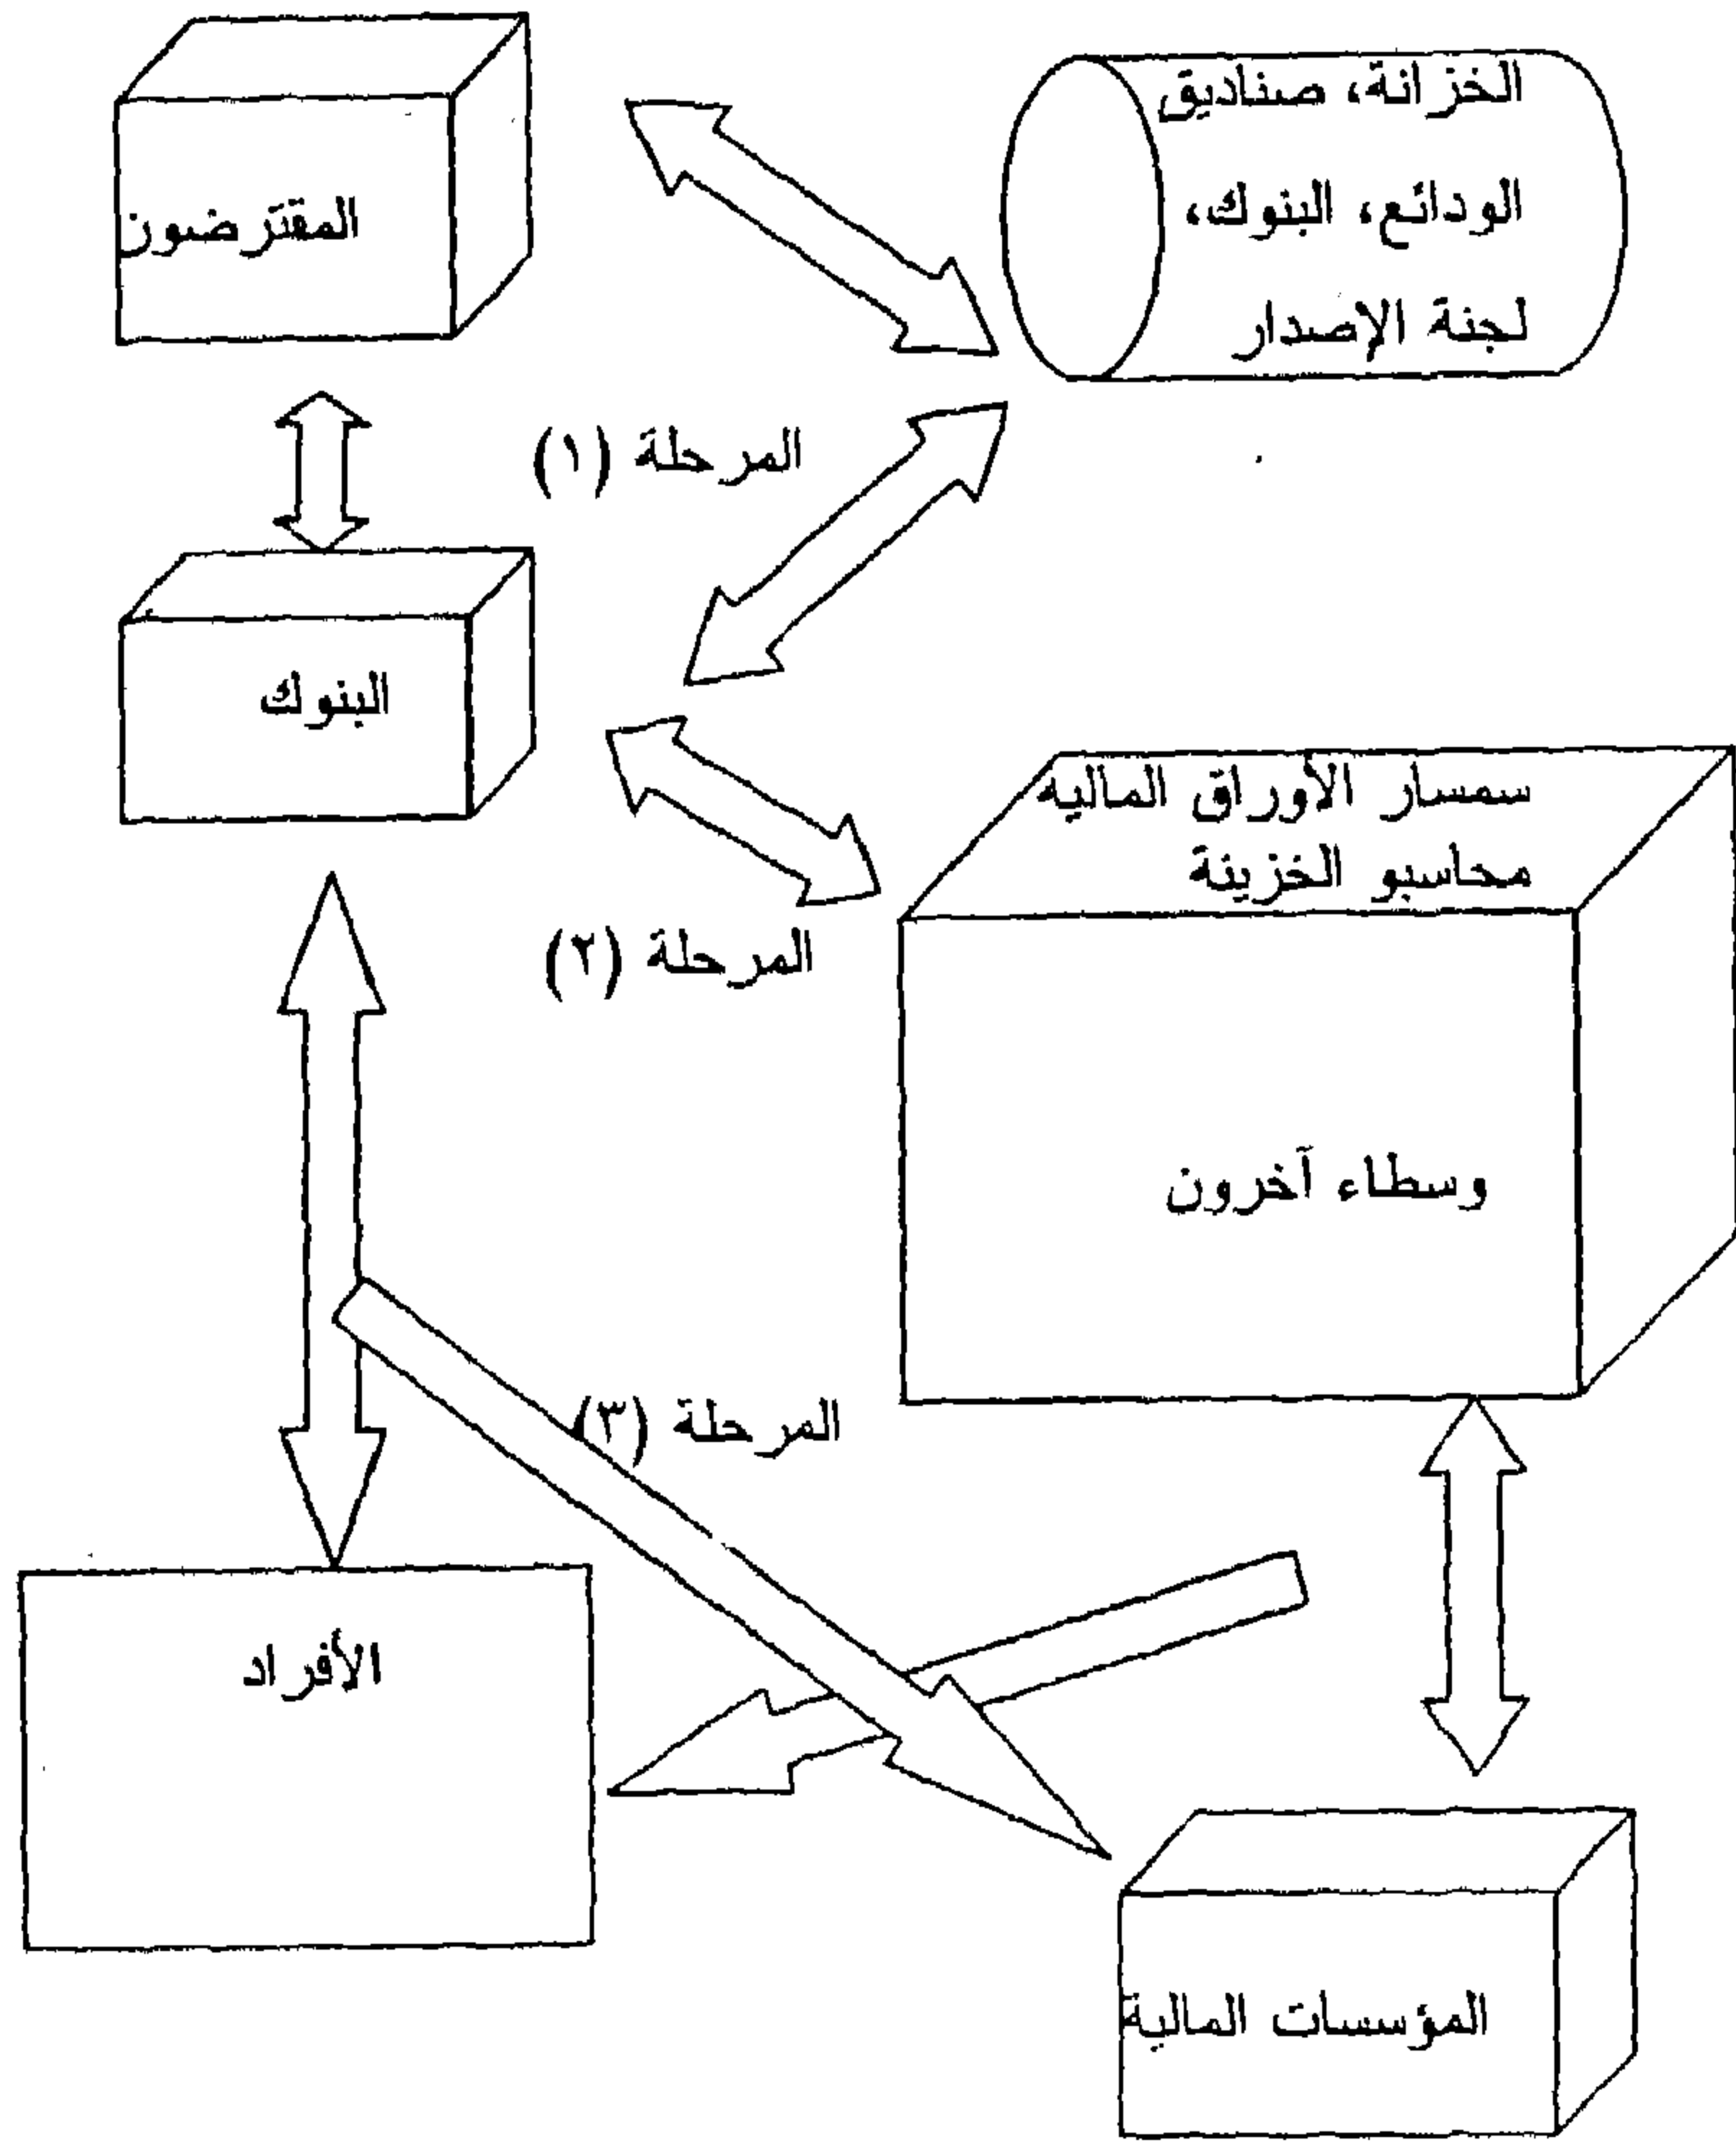 الخزانة، صناديق
الودائع، البنوك،
لجنة الإصدار
المقترضون
المرحلة (١)
البنوك
سمسار الأوراق المالية
محاسبو الخزينة
المرحلة (٢)
وسطاء آخرون
المرحلة (٣)
الأفراد
المؤسسات المالية